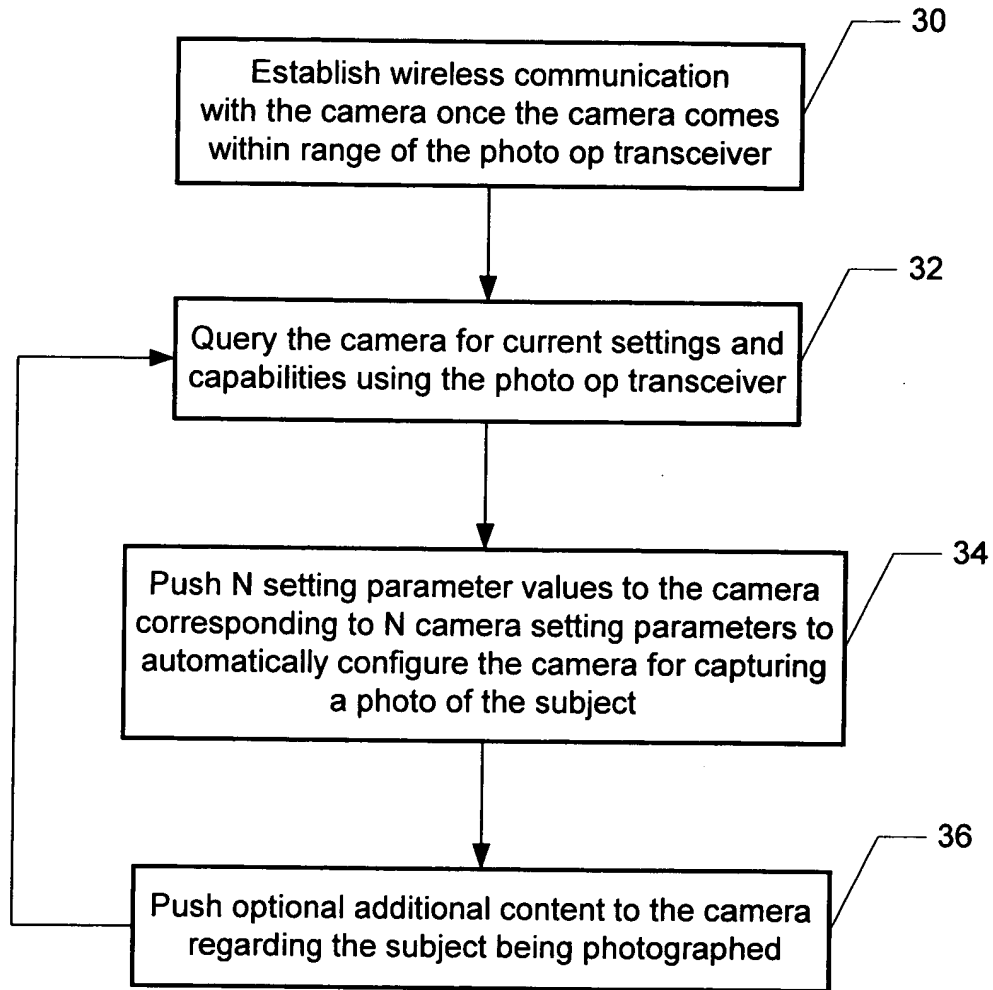 30
Establish wireless communication
with the camera once the camera comes
within range of the photo op transceiver
32
Query the camera for current settings and
capabilities using the photo op transceiver
34
Push N setting parameter values to the camera
corresponding to N camera setting parameters to
automatically configure the camera for capturing
a photo of the subject
36
Push optional additional content to the camera
regarding the subject being photographed